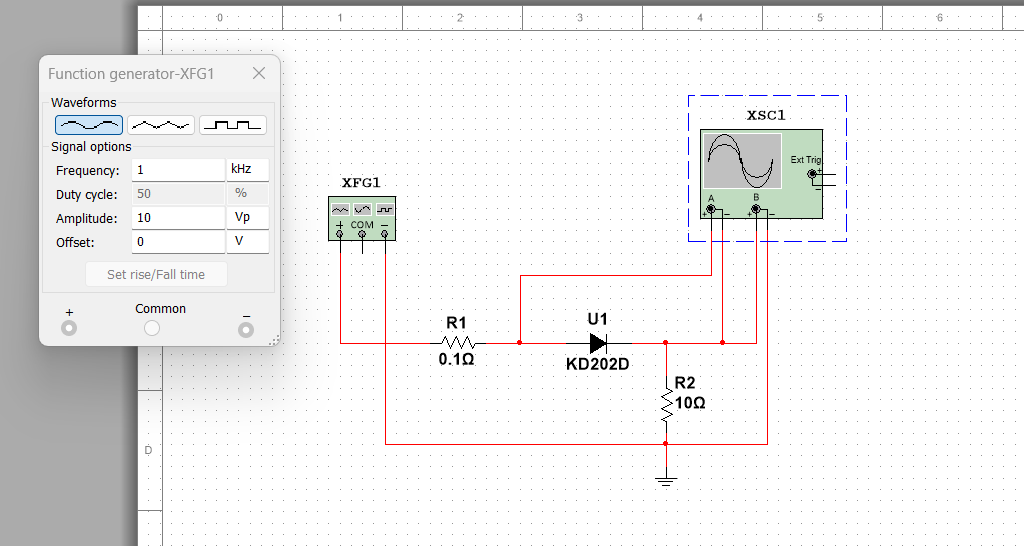 0 1 2 3 4 5 6
Function generator-XFG1
Waveforms
Signal options
Frequency: 1 kHz
Duty cycle: 50 %
Amplitude: 10 Vp
Offset: 0 V
Set rise/Fall time
+ Common −
XFG1
+ COM −
XSC1
Ext Trig
+
−
A B
+ − + −
R1
0.1Ω
U1
KD202D
R2
10Ω
D